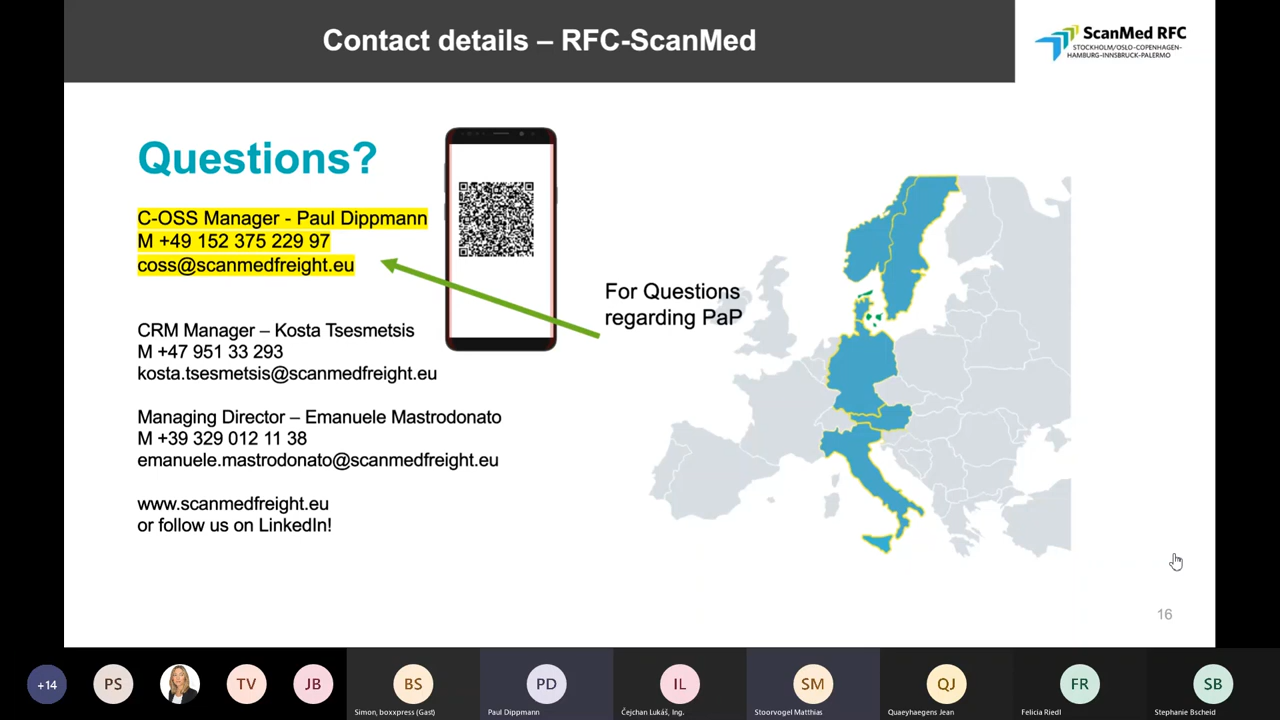 Contact details – RFC-ScanMed
ScanMed RFC
STOCKHOLM/OSLO-COPENHAGEN-
HAMBURG-INNSBRUCK-PALERMO
Questions?
C-OSS Manager - Paul Dippmann
M +49 152 375 229 97
coss@scanmedfreight.eu
For Questions
regarding PaP
CRM Manager – Kosta Tsesmetsis
M +47 951 33 293
kosta.tsesmetsis@scanmedfreight.eu
Managing Director – Emanuele Mastrodonato
M +39 329 012 11 38
emanuele.mastrodonato@scanmedfreight.eu
www.scanmedfreight.eu
or follow us on LinkedIn!
16
+14
PS
TV
JB
BS
PD
IL
SM
QJ
FR
SB
Simon, boxxpress (Gast)
Paul Dippmann
Čejchan Lukáš, Ing.
Stoorvogel Matthias
Quaeyhaegens Jean
Felicia Riedl
Stephanie Bscheid